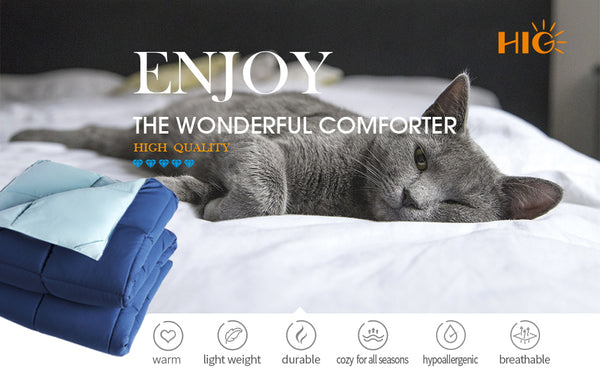 HIG
ENJOY
THE WONDERFUL COMFORTER
HIGH QUALITY
warm
light weight
durable
cozy for all seasons
hypoallergenic
breathable